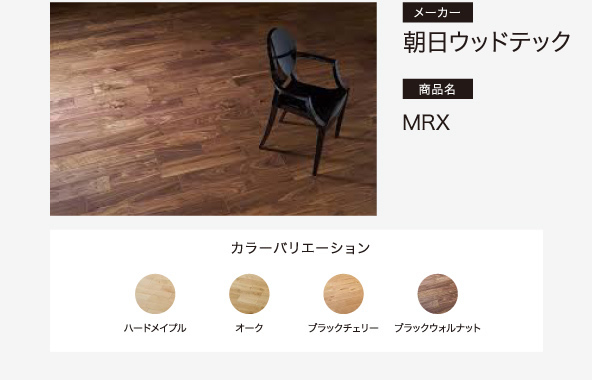 メーカー
朝日ウッドテック
商品名
MRX
カラーバリエーション
ハードメイプル
オーク
ブラックチェリー
ブラックウォルナット